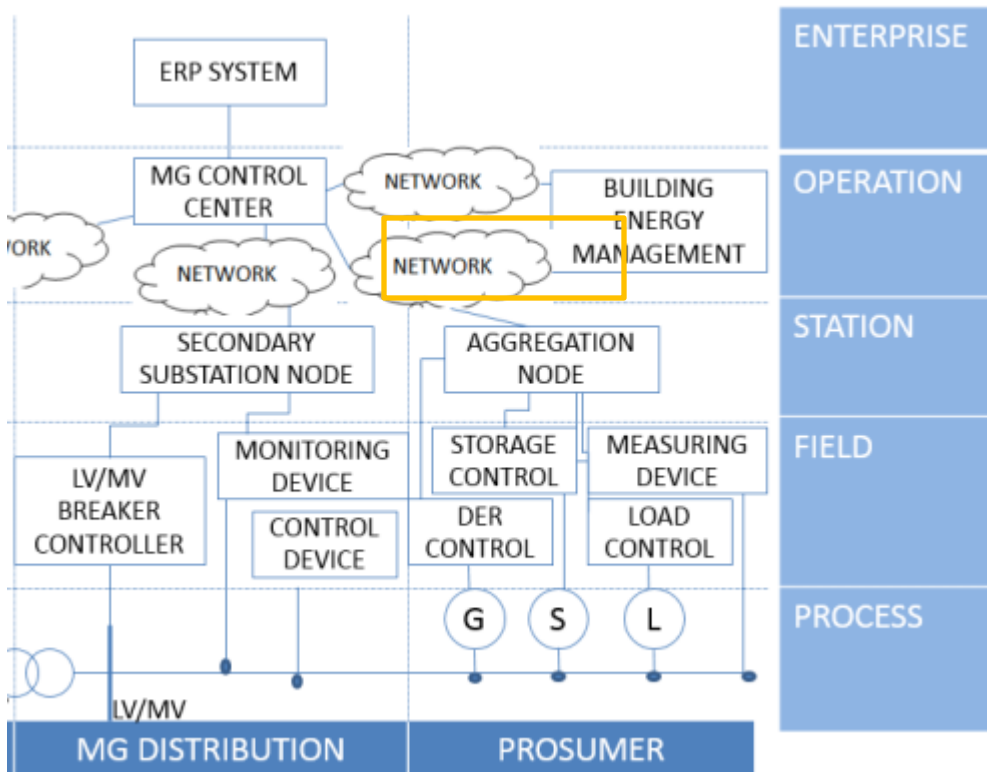 ENTERPRISE
ERP SYSTEM
OPERATION
MG CONTROL
CENTER
NETWORK
BUILDING
ENERGY
MANAGEMENT
NETWORK
NETWORK
STATION
SECONDARY
SUBSTATION NODE
AGGREGATION
NODE
FIELD
MONITORING
DEVICE
STORAGE
CONTROL
MEASURING
DEVICE
LV/MV
BREAKER
CONTROLLER
CONTROL
DEVICE
DER
CONTROL
LOAD
CONTROL
PROCESS
G
S
L
LV/MV
MG DISTRIBUTION
PROSUMER